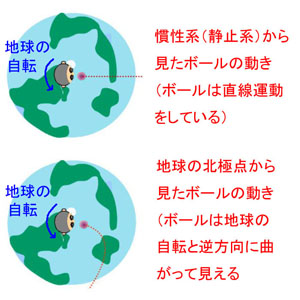 地球の
自転
慣性系（静止系）から
見たボールの動き
（ボールは直線運動
をしている）
地球の
自転
地球の北極点から
見たボールの動き
（ボールは地球の
自転と逆方向に曲
がって見える